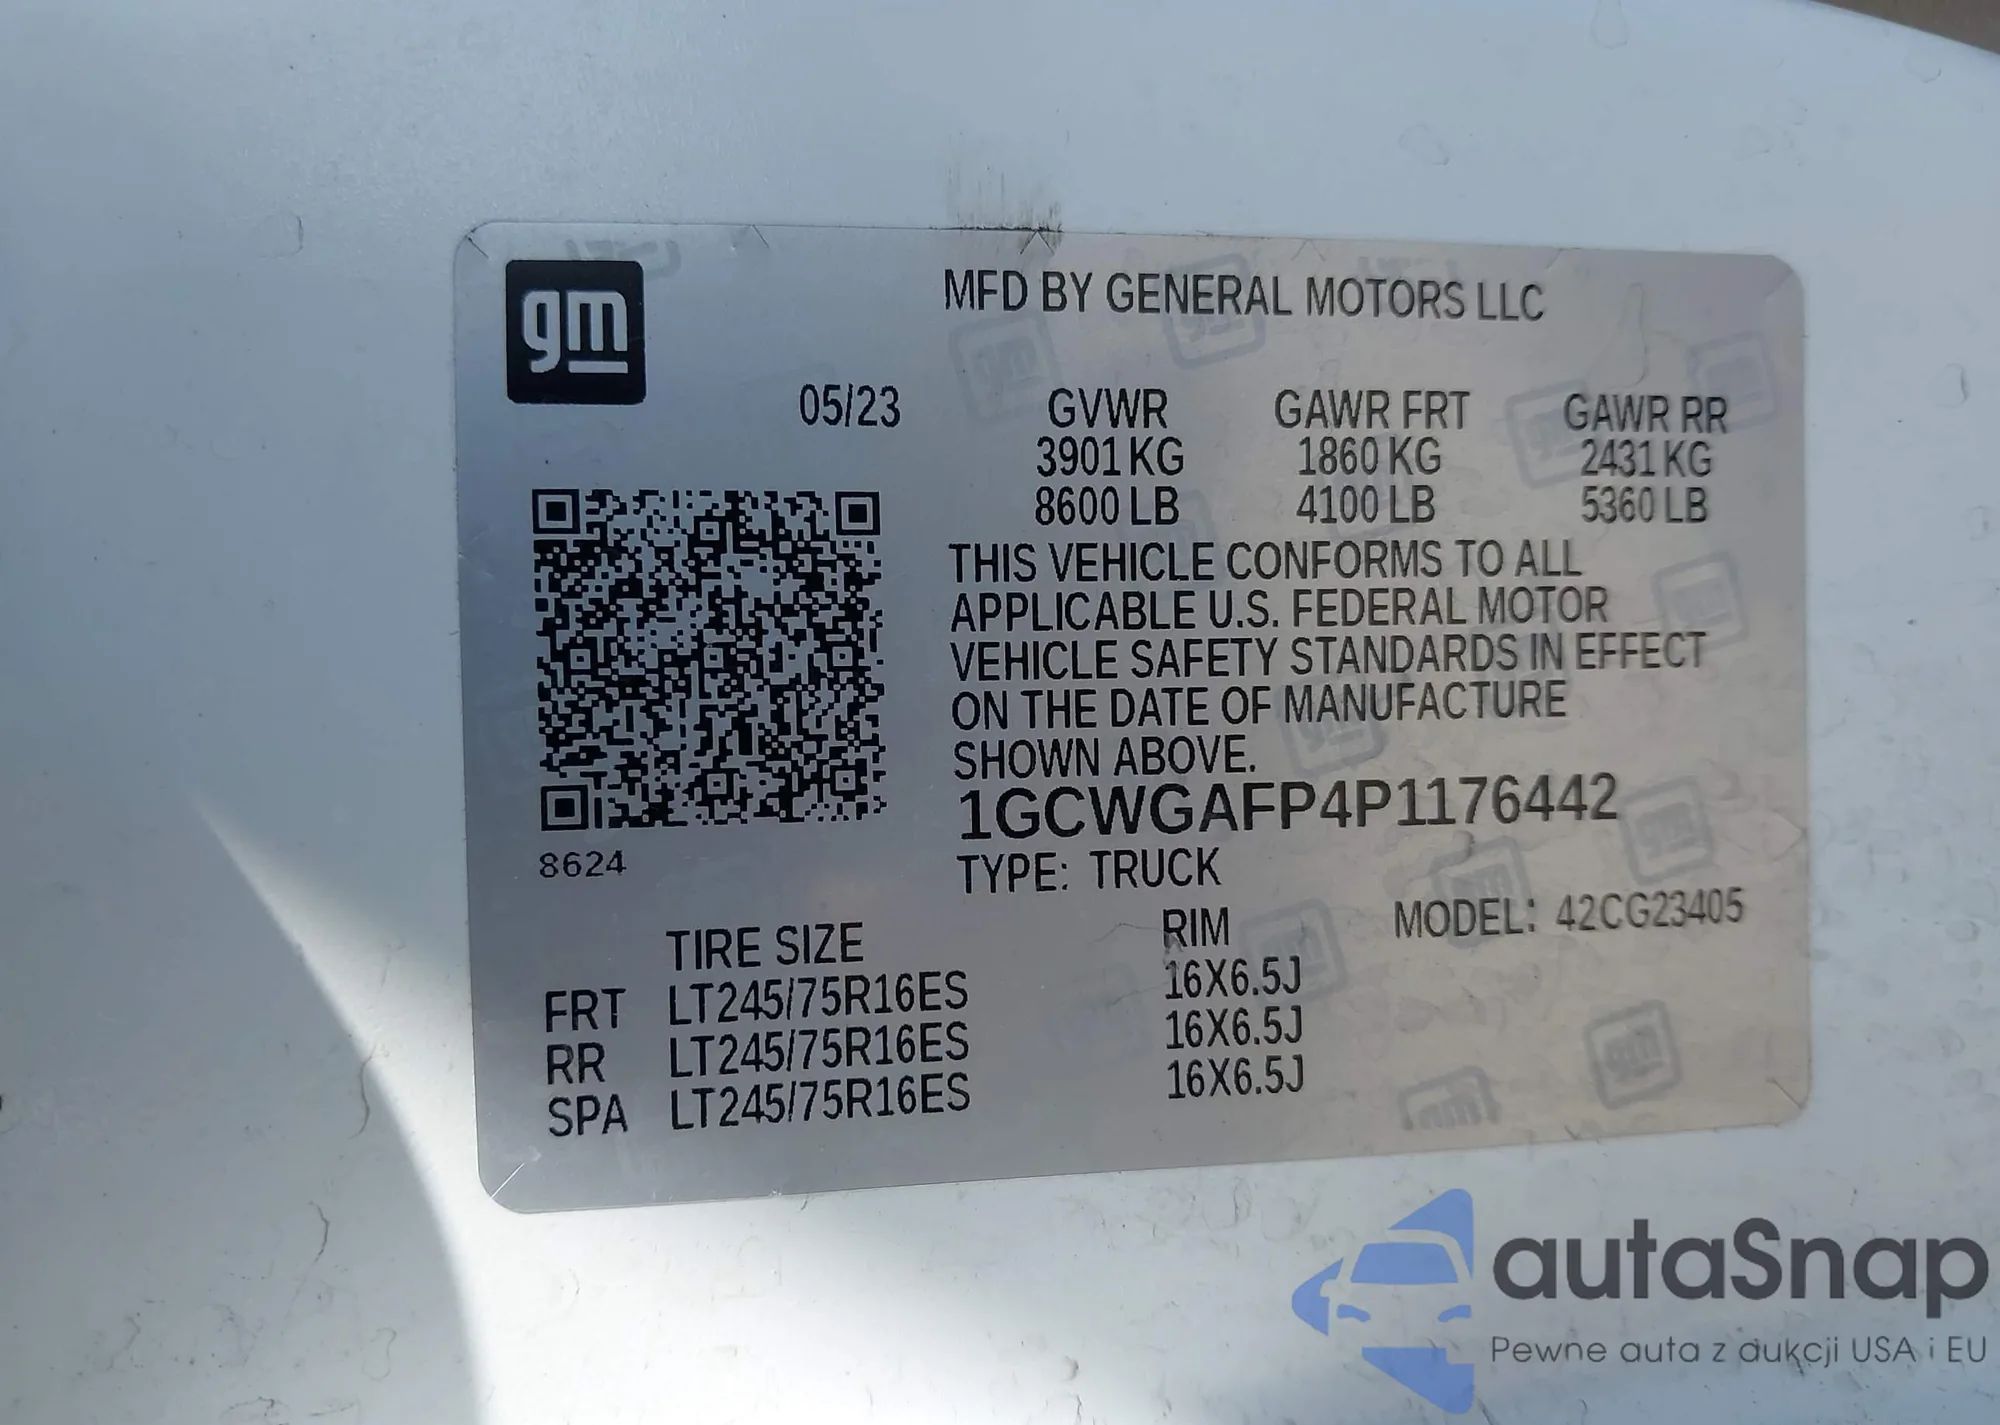 gm
MFD BY GENERAL MOTORS LLC
05/23
GVWR GAWR FRT GAWR RR
3901 KG 1860 KG 2431 KG
8600 LB 4100 LB 5360 LB
THIS VEHICLE CONFORMS TO ALL
APPLICABLE U.S. FEDERAL MOTOR
VEHICLE SAFETY STANDARDS IN EFFECT
ON THE DATE OF MANUFACTURE
SHOWN ABOVE.
1GCWGAFP4P1176442
8624
TYPE: TRUCK
TIRE SIZE RIM MODEL: 42CG23405
FRT LT245/75R16ES 16X6.5J
RR LT245/75R16ES 16X6.5J
SPA LT245/75R16ES 16X6.5J
autaSnap
Pewne auta z aukcji USA i EU